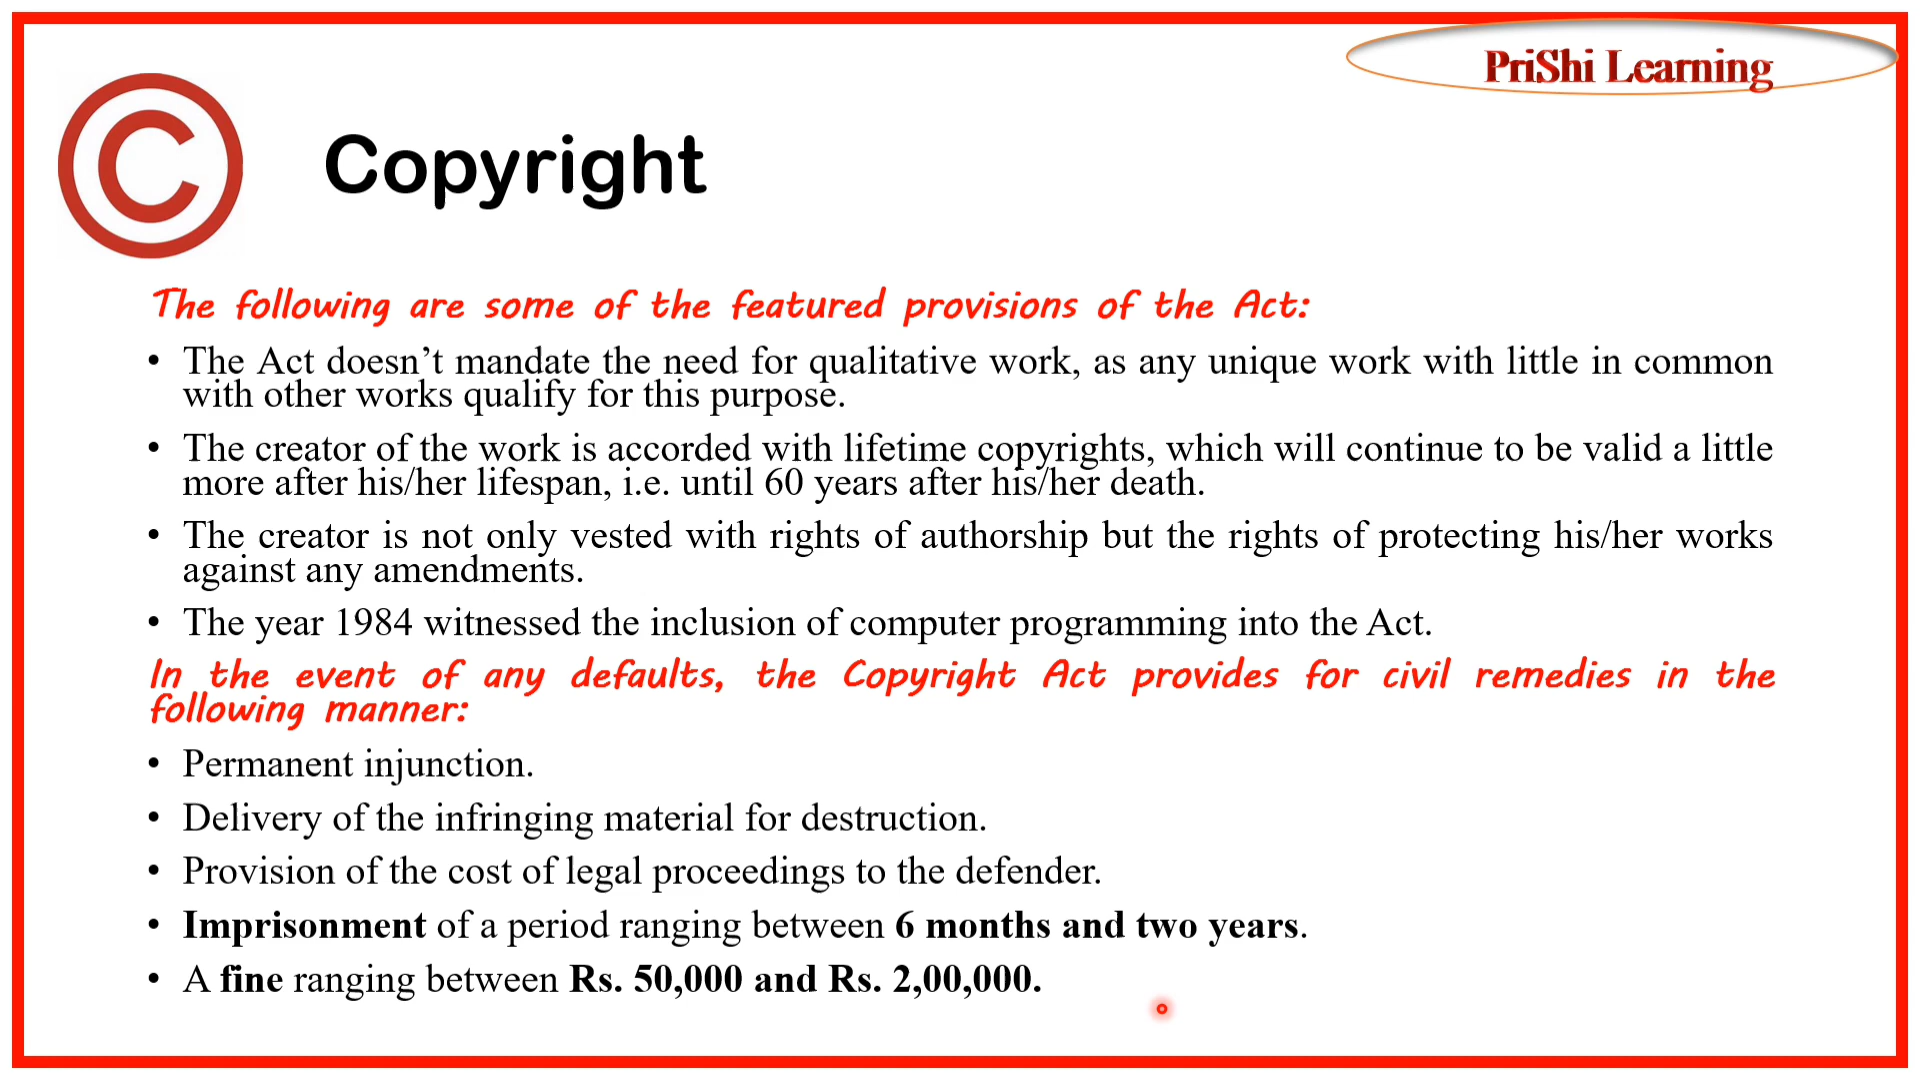 PriShi Learning
©
Copyright
The following are some of the featured provisions of the Act:
• The Act doesn’t mandate the need for qualitative work, as any unique work with little in common
with other works qualify for this purpose.
• The creator of the work is accorded with lifetime copyrights, which will continue to be valid a little
more after his/her lifespan, i.e. until 60 years after his/her death.
• The creator is not only vested with rights of authorship but the rights of protecting his/her works
against any amendments.
• The year 1984 witnessed the inclusion of computer programming into the Act.
In the event of any defaults, the Copyright Act provides for civil remedies in the
following manner:
• Permanent injunction.
• Delivery of the infringing material for destruction.
• Provision of the cost of legal proceedings to the defender.
• Imprisonment of a period ranging between 6 months and two years.
• A fine ranging between Rs. 50,000 and Rs. 2,00,000.